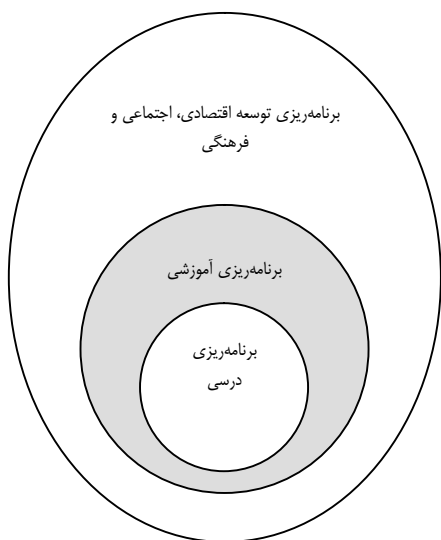 برنامه‌ریزی توسعه اقتصادی، اجتماعی و
فرهنگی
برنامه‌ریزی آموزشی
برنامه‌ریزی
درسی